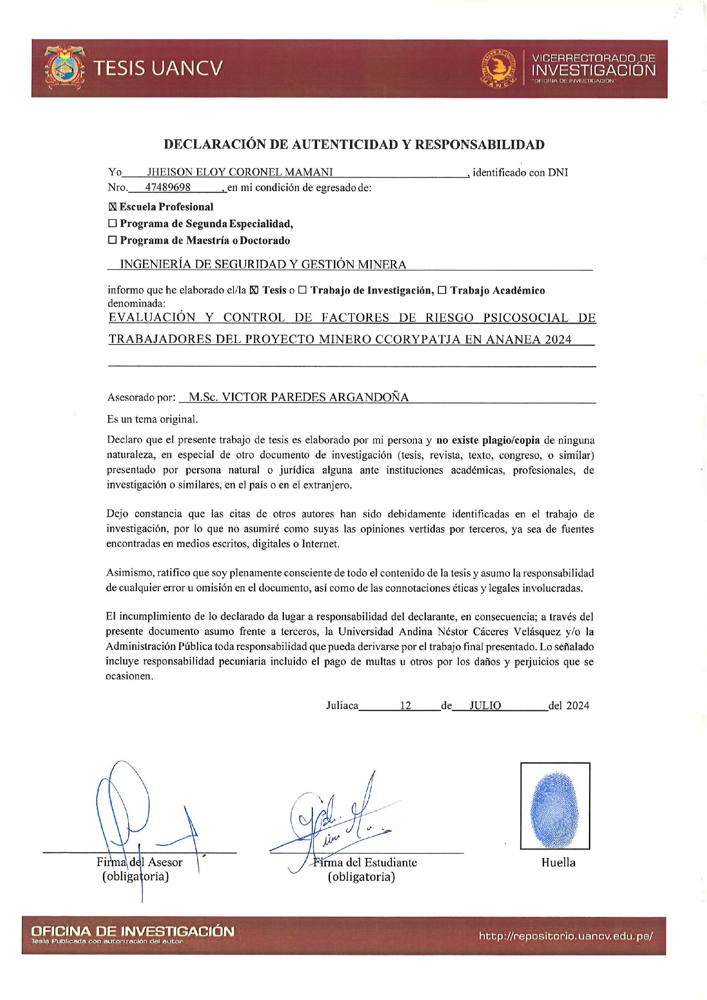 TESIS UANCV
VICERRECTORADO DE
INVESTIGACIÓN
"OFICINA DE INVESTIGACIÓN"
UANCV
DECLARACIÓN DE AUTENTICIDAD Y RESPONSABILIDAD
Yo JHEISON ELOY CORONEL MAMANI, identificado con DNI
Nro. 47489698, en mi condición de egresado de:
☒ Escuela Profesional
☐ Programa de Segunda Especialidad,
☐ Programa de Maestría o Doctorado
INGENIERÍA DE SEGURIDAD Y GESTIÓN MINERA
informo que he elaborado el/la ☒ Tesis o ☐ Trabajo de Investigación, ☐ Trabajo Académico
denominada:
EVALUACIÓN Y CONTROL DE FACTORES DE RIESGO PSICOSOCIAL DE
TRABAJADORES DEL PROYECTO MINERO CCORYPATJA EN ANANEA 2024
Asesorado por: M.Sc. VICTOR PAREDES ARGANDOÑA
Es un tema original.
Declaro que el presente trabajo de tesis es elaborado por mi persona y no existe plagio/copia de ninguna
naturaleza, en especial de otro documento de investigación (tesis, revista, texto, congreso, o similar)
presentado por persona natural o jurídica alguna ante instituciones académicas, profesionales, de
investigación o similares, en el país o en el extranjero.
Dejo constancia que las citas de otros autores han sido debidamente identificadas en el trabajo de
investigación, por lo que no asumiré como suyas las opiniones vertidas por terceros, ya sea de fuentes
encontradas en medios escritos, digitales o Internet.
Asimismo, ratifico que soy plenamente consciente de todo el contenido de la tesis y asumo la responsabilidad
de cualquier error u omisión en el documento, así como de las connotaciones éticas y legales involucradas.
El incumplimiento de lo declarado da lugar a responsabilidad del declarante, en consecuencia; a través del
presente documento asumo frente a terceros, la Universidad Andina Néstor Cáceres Velásquez y/o la
Administración Pública toda responsabilidad que pueda derivarse por el trabajo final presentado. Lo señalado
incluye responsabilidad pecuniaria incluido el pago de multas u otros por los daños y perjuicios que se
ocasionen.
Juliaca 12 de JULIO del 2024
Firma del Asesor
(obligatoria)
Firma del Estudiante
(obligatoria)
Huella
OFICINA DE INVESTIGACIÓN
Tesis Publicada con autorización del autor
http://repositorio.uancv.edu.pe/